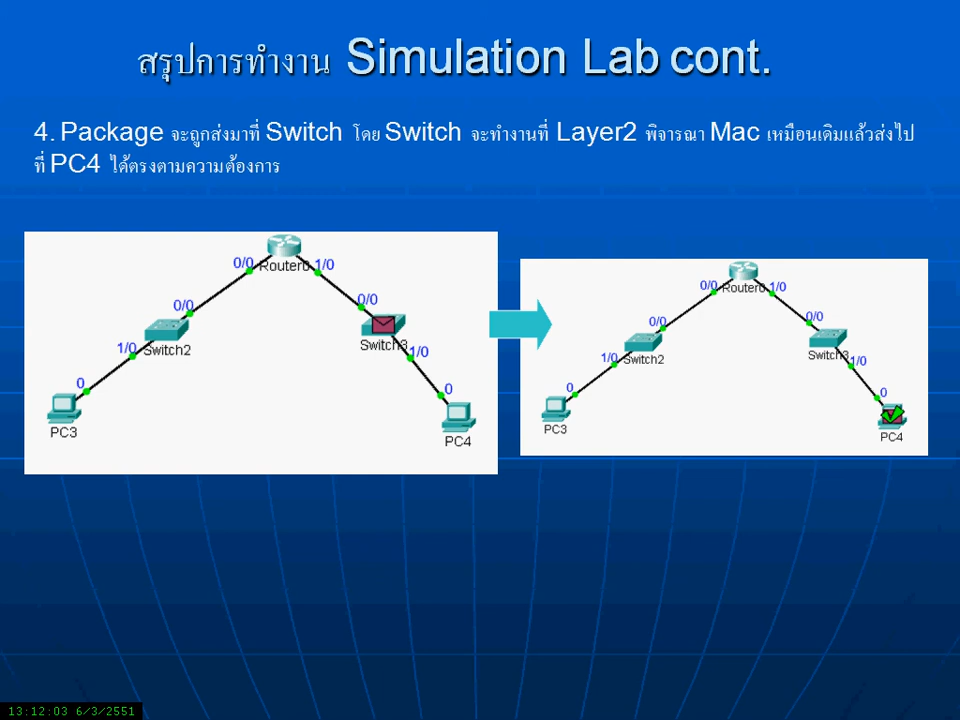 สรุปการทำงาน Simulation Lab cont.
4. Package จะถูกส่งมาที่ Switch โดย Switch จะทำงานที่ Layer2 พิจารณา Mac เหมือนเดิมแล้วส่งไป
ที่ PC4 ได้ตรงตามความต้องการ
0/0 Router0 1/0
0/0
0/0
1/0 Switch2
Switch3
1/0
0
0
PC3
PC4
0/0 Router0 1/0
0/0
0/0
1/0 Switch2
Switch3
1/0
0
0
PC3
PC4
13:12:03 6/3/2551